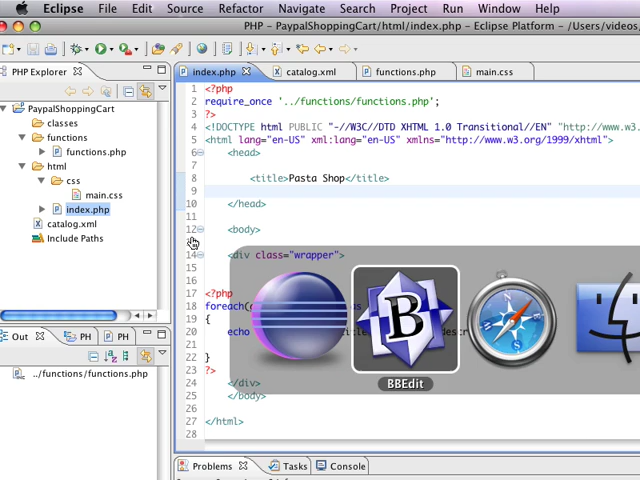 Eclipse File Edit Source Refactor Navigate Search Project Run Window Help
PHP - PaypalShoppingCart/html/index.php - Eclipse Platform - /Users/videos/
PHP Explorer
index.php
catalog.xml
functions.php
main.css
PaypalShoppingCart
classes
functions
functions.php
html
css
main.css
index.php
catalog.xml
Include Paths
Out
PH
PH
../functions/functions.php
1 <?php
2 require_once '../functions/functions.php';
3 ?>
4 <!DOCTYPE html PUBLIC "-//W3C//DTD XHTML 1.0 Transitional//EN" "http://www.w3.
5 <html lang="en-US" xml:lang="en-US" xmlns="http://www.w3.org/1999/xhtml">
6 <head>
7
8 <title>Pasta Shop</title>
9
10 </head>
11
12 <body>
14 <div class="wrapper">
15
16
17 <?php
18 foreach(
19 {
20 echo
21
22 }
23 ?>
24 </div>
25 </body>
26
27 </html>
28
B
BBEdit
Problems Tasks Console